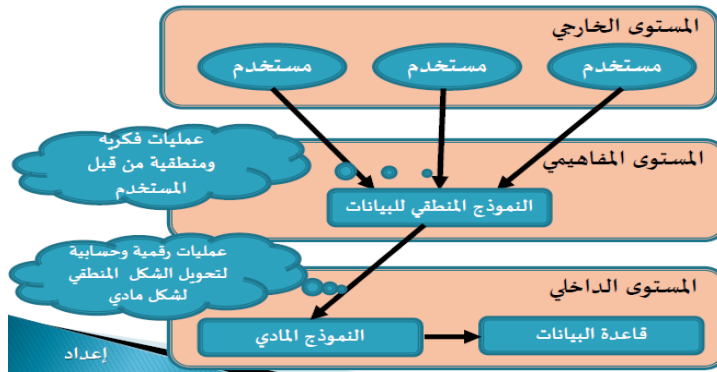 المستوى الخارجي
مستخدم
مستخدم
مستخدم
المستوى المفاهيمي
عمليات فكريه
ومنطقية من قبل
المستخدم
النموذج المنطقي للبيانات
المستوى الداخلي
عمليات رقمية وحسابية
لتحويل الشكل المنطقي
لشكل مادي
قاعدة البيانات
النموذج المادي
إعداد